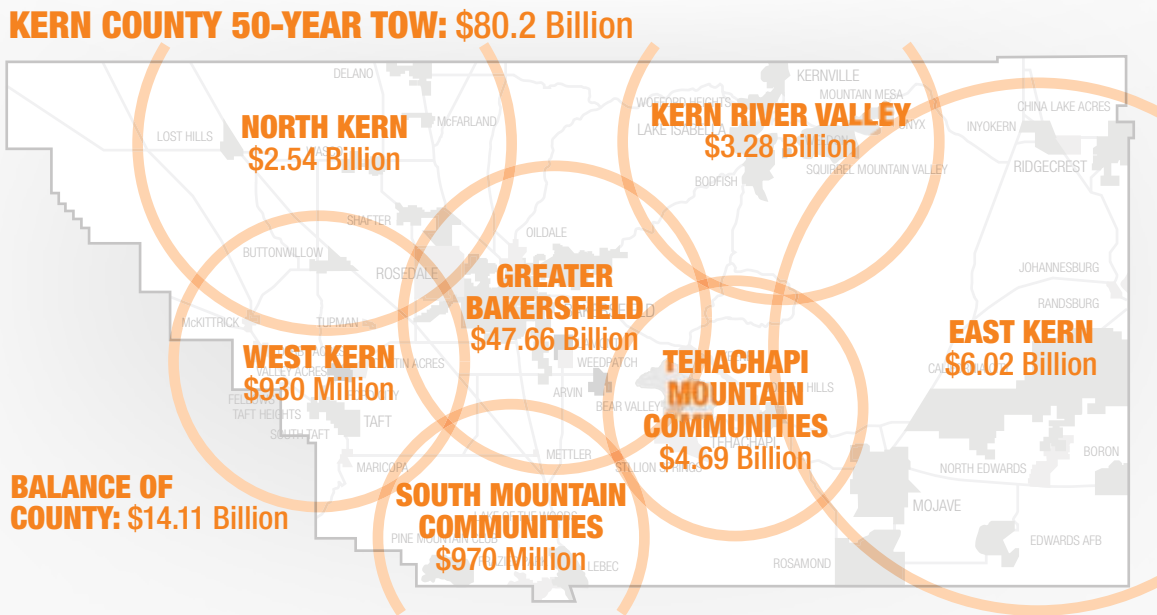 KERN COUNTY 50-YEAR TOW: $80.2 Billion
DELANO
KERNVILLE
MOUNTAIN MESA
WOFFORD HEIGHTS
CHINA LAKE ACRES
NORTH KERN
$2.54 Billion
McFARLAND
LOST HILLS
KERN RIVER VALLEY
$3.28 Billion
LAKE ISABELLA
ONYX
INYOKERN
RIDGECREST
SQUIRREL MOUNTAIN VALLEY
BODFISH
SHAFTER
OILDALE
BUTTONWILLOW
ROSEDALE
JOHANNESBURG
RANDSBURG
GREATER
BAKERSFIELD
$47.66 Billion
McKITTRICK
TUPMAN
WEST KERN
$930 Million
VALLEY ACRES
FELLOWS
TAFT HEIGHTS
TAFT
SOUTH TAFT
WEEDPATCH
ARVIN
BEAR VALLEY
EAST KERN
$6.02 Billion
TEHACHAPI
MOUNTAIN
COMMUNITIES
$4.69 Billion
HILLS
TEHACHAPI
MARICOPA
METTLER
BORON
NORTH EDWARDS
MOJAVE
BALANCE OF
COUNTY: $14.11 Billion
SOUTH MOUNTAIN
COMMUNITIES
$970 Million
LAKE OF THE WOODS
PINE MOUNTAIN CLUB
LEBEC
ROSAMOND
EDWARDS AFB